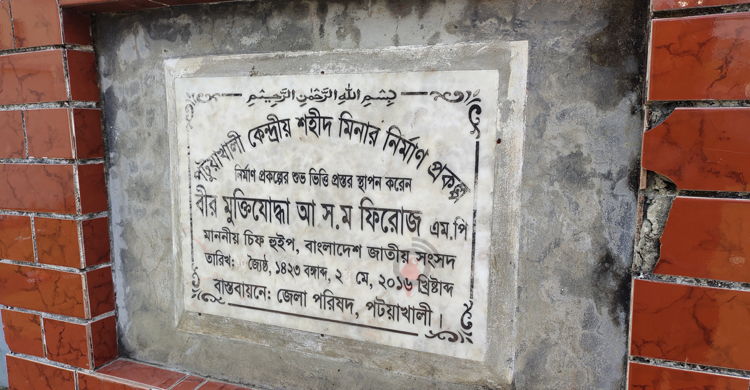 بِسْمِ اللهِ الرَّحْمٰنِ الرَّحِيْمِ
পটুয়াখালী কেন্দ্রীয় শহীদ মিনার নির্মাণ প্রকল্প
নির্মাণ প্রকল্পের শুভ ভিত্তি প্রস্তর স্থাপন করেন
বীর মুক্তিযোদ্ধা আ স.ম ফিরোজ এম.পি
মাননীয় চিফ হুইপ, বাংলাদেশ জাতীয় সংসদ
তারিখ: জ্যৈষ্ঠ, ১৪২৩ বঙ্গাব্দ, ২ মে, ২০১৬ খ্রিষ্টাব্দ
বাস্তবায়নে: জেলা পরিষদ, পটুয়াখালী।